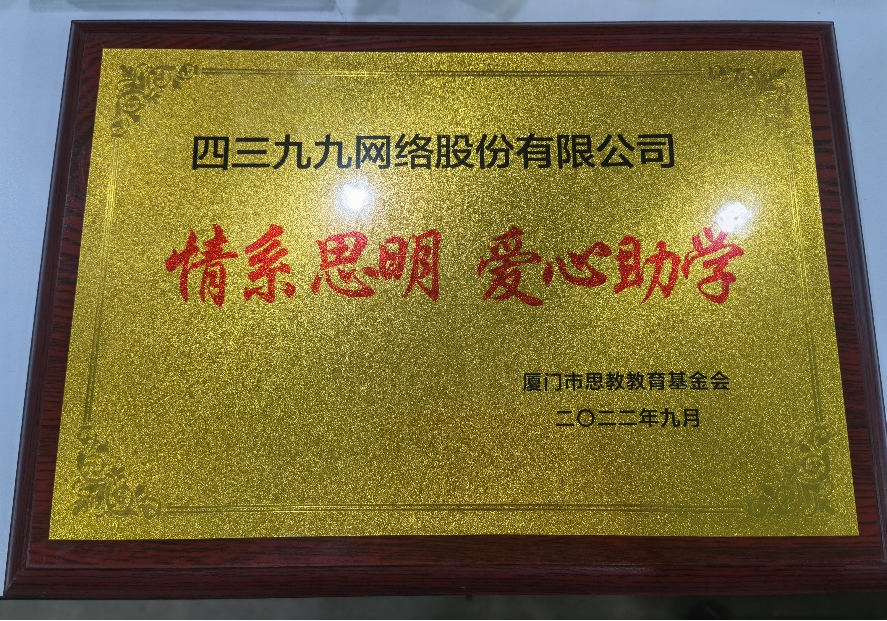 四三九九网络股份有限公司
情系思明 爱心助学
厦门市思教教育基金会
二〇二二年九月